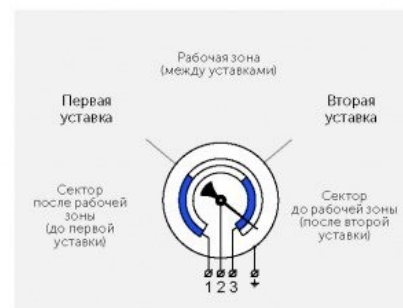 Рабочая зона
(между уставками)
Первая
уставка
Вторая
уставка
Сектор
после рабочей
зоны
(до первой
уставки)
Сектор
до рабочей зоны
(после второй
уставки)
1 2 3